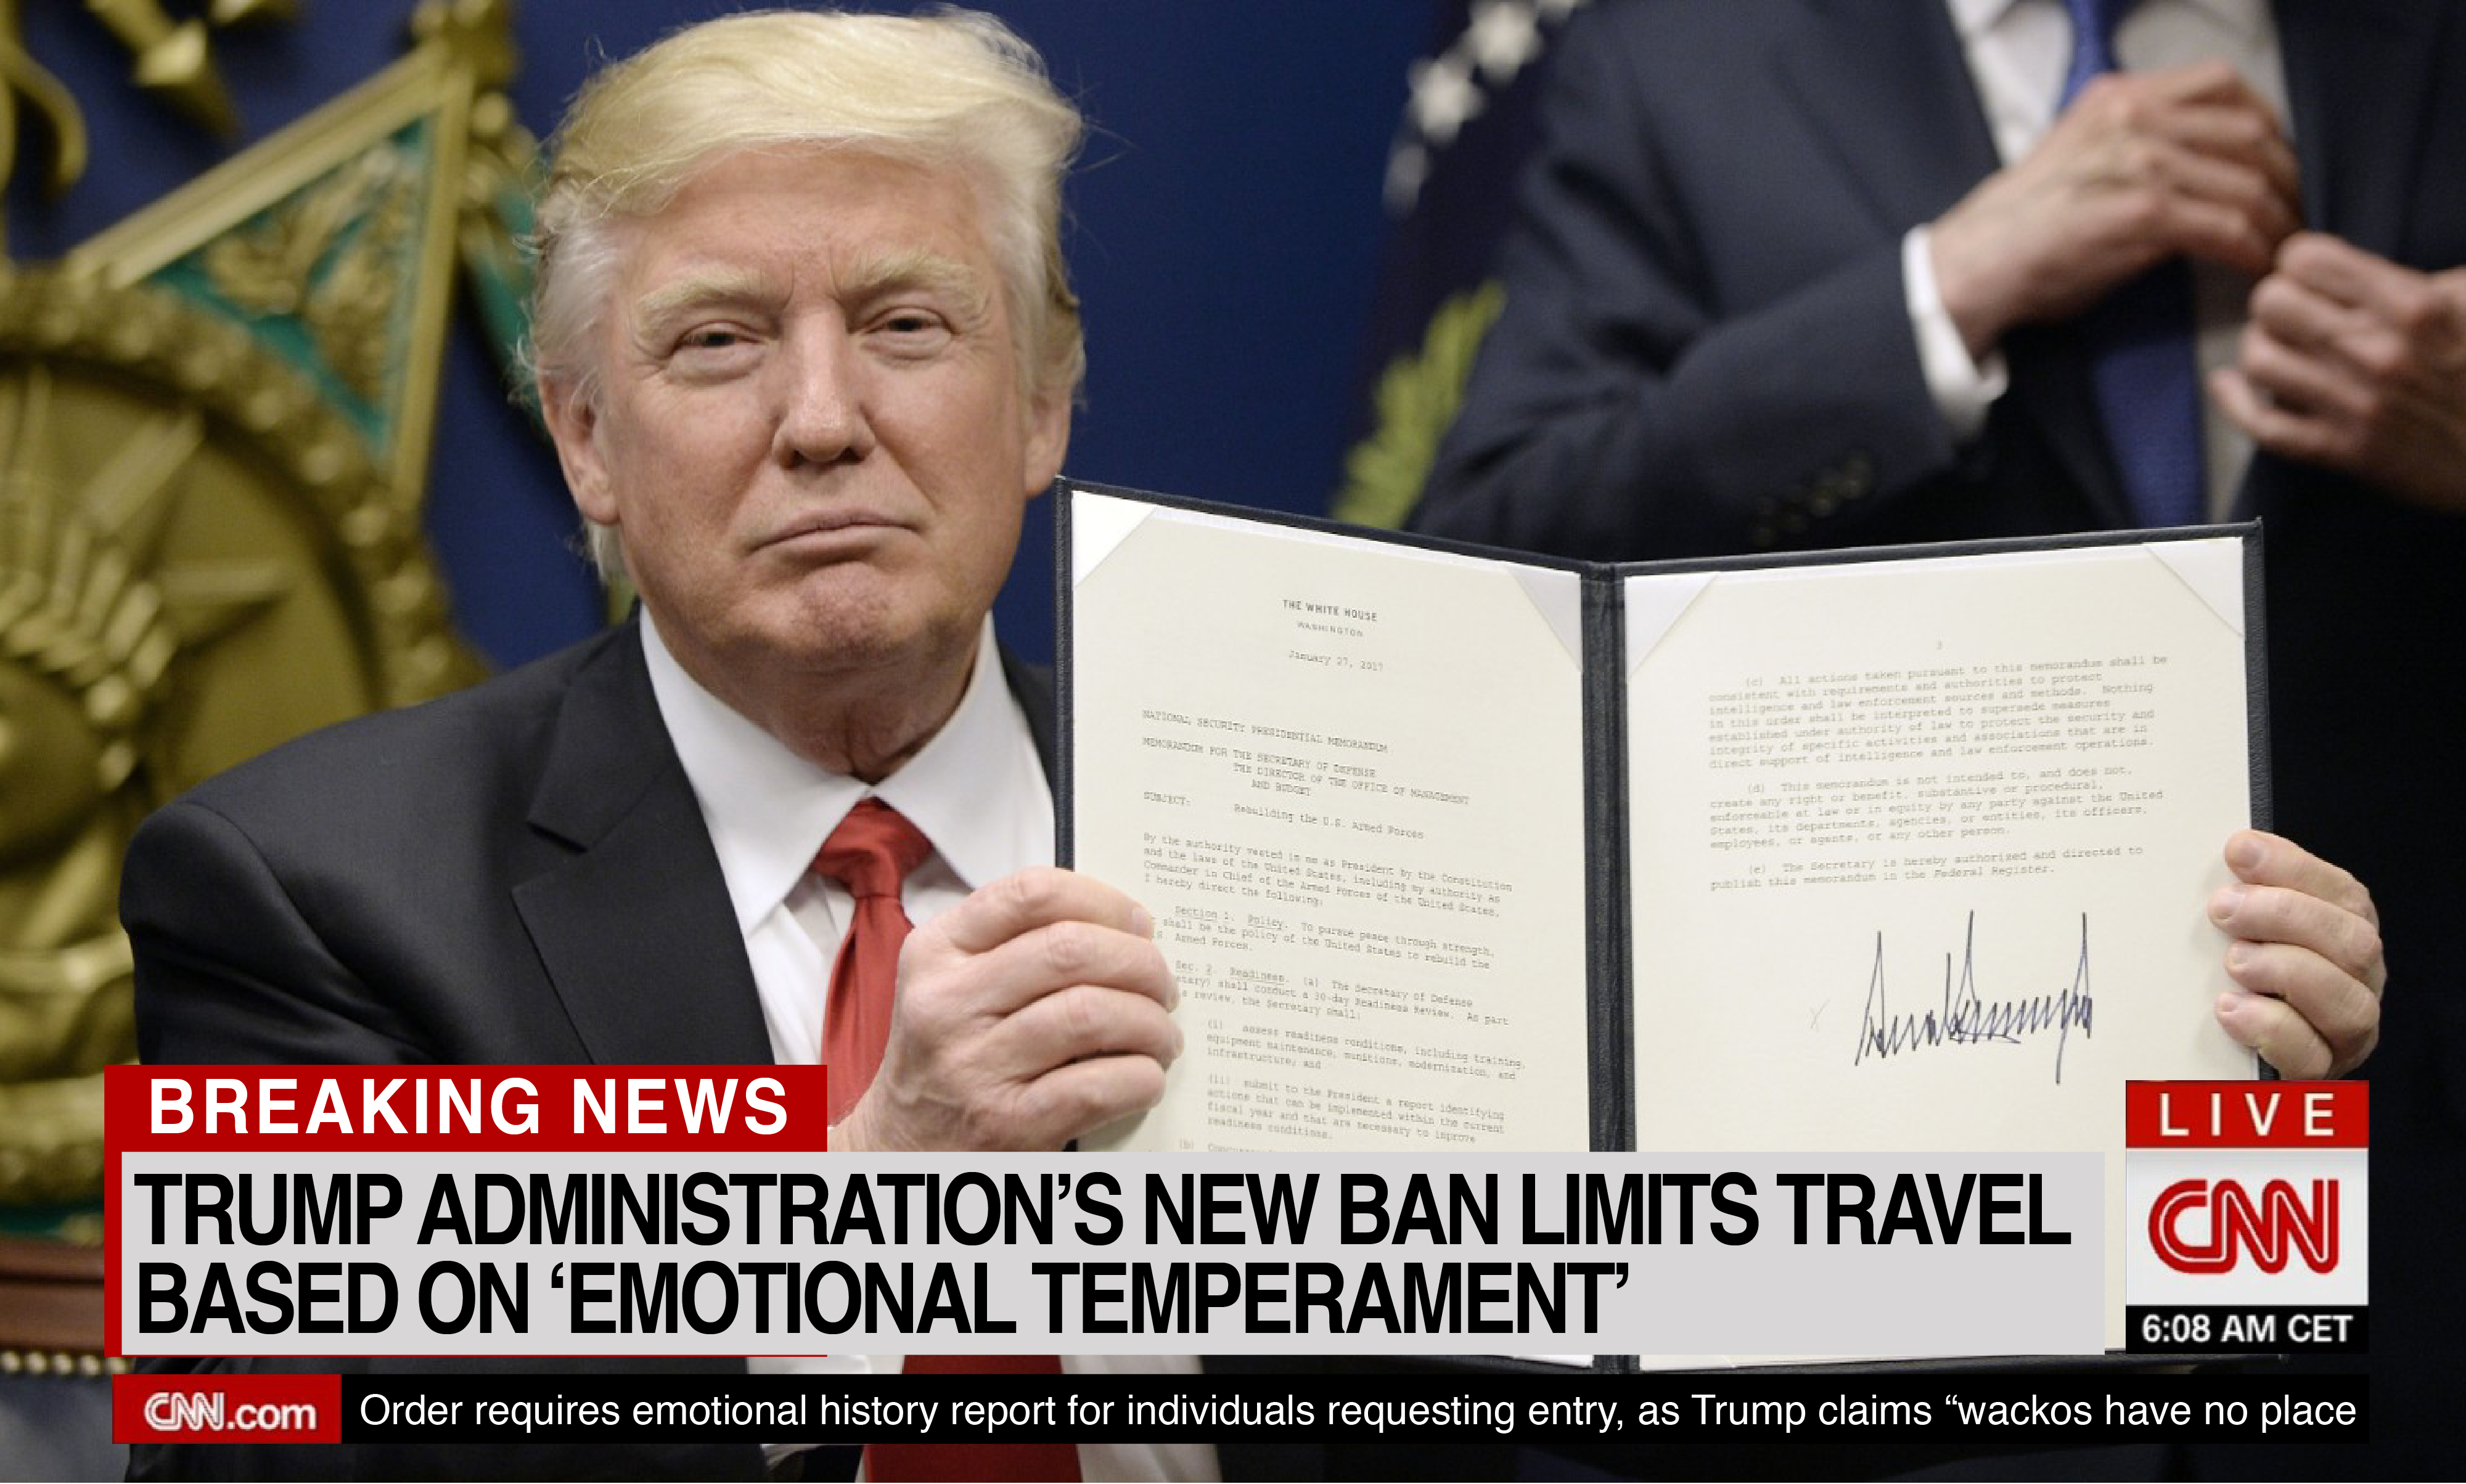 THE WHITE HOUSE
WASHINGTON
January 27, 2017
NATIONAL SECURITY PRESIDENTIAL MEMORANDUM
MEMORANDUM FOR THE SECRETARY OF DEFENSE
THE DIRECTOR OF THE OFFICE OF MANAGEMENT
AND BUDGET
SUBJECT: Rebuilding the U.S. Armed Forces
By the authority vested in me as President by the Constitution
and the laws of the United States, including my authority as
Commander in Chief of the Armed Forces of the United States,
I hereby direct the following:
Section 1. Policy. To pursue peace through strength,
shall be the policy of the United States to rebuild the
S. Armed Forces.
Sec. 2. Readiness. (a) The Secretary of Defense
etary) shall conduct a 30-day Readiness Review. As part
s review, the Secretary shall:
(i) assess readiness conditions, including training,
equipment maintenance, munitions, modernization, and
infrastructure; and
(ii) submit to the President a report identifying
actions that can be implemented within the current
fiscal year and that are necessary to improve
readiness conditions.
(b)
3
(c) All actions taken pursuant to this memorandum shall be
consistent with requirements and authorities to protect
intelligence and law enforcement sources and methods. Nothing
in this order shall be interpreted to supersede measures
established under authority of law to protect the security and
integrity of specific activities and associations that are in
direct support of intelligence and law enforcement operations.
(d) This memorandum is not intended to, and does not,
create any right or benefit, substantive or procedural,
enforceable at law or in equity by any party against the United
States, its departments, agencies, or entities, its officers,
employees, or agents, or any other person.
(e) The Secretary is hereby authorized and directed to
publish this memorandum in the Federal Register.
BREAKING NEWS
TRUMP ADMINISTRATION’S NEW BAN LIMITS TRAVEL
BASED ON ‘EMOTIONAL TEMPERAMENT’
LIVE
CNN
6:08 AM CET
CNN.com Order requires emotional history report for individuals requesting entry, as Trump claims “wackos have no place